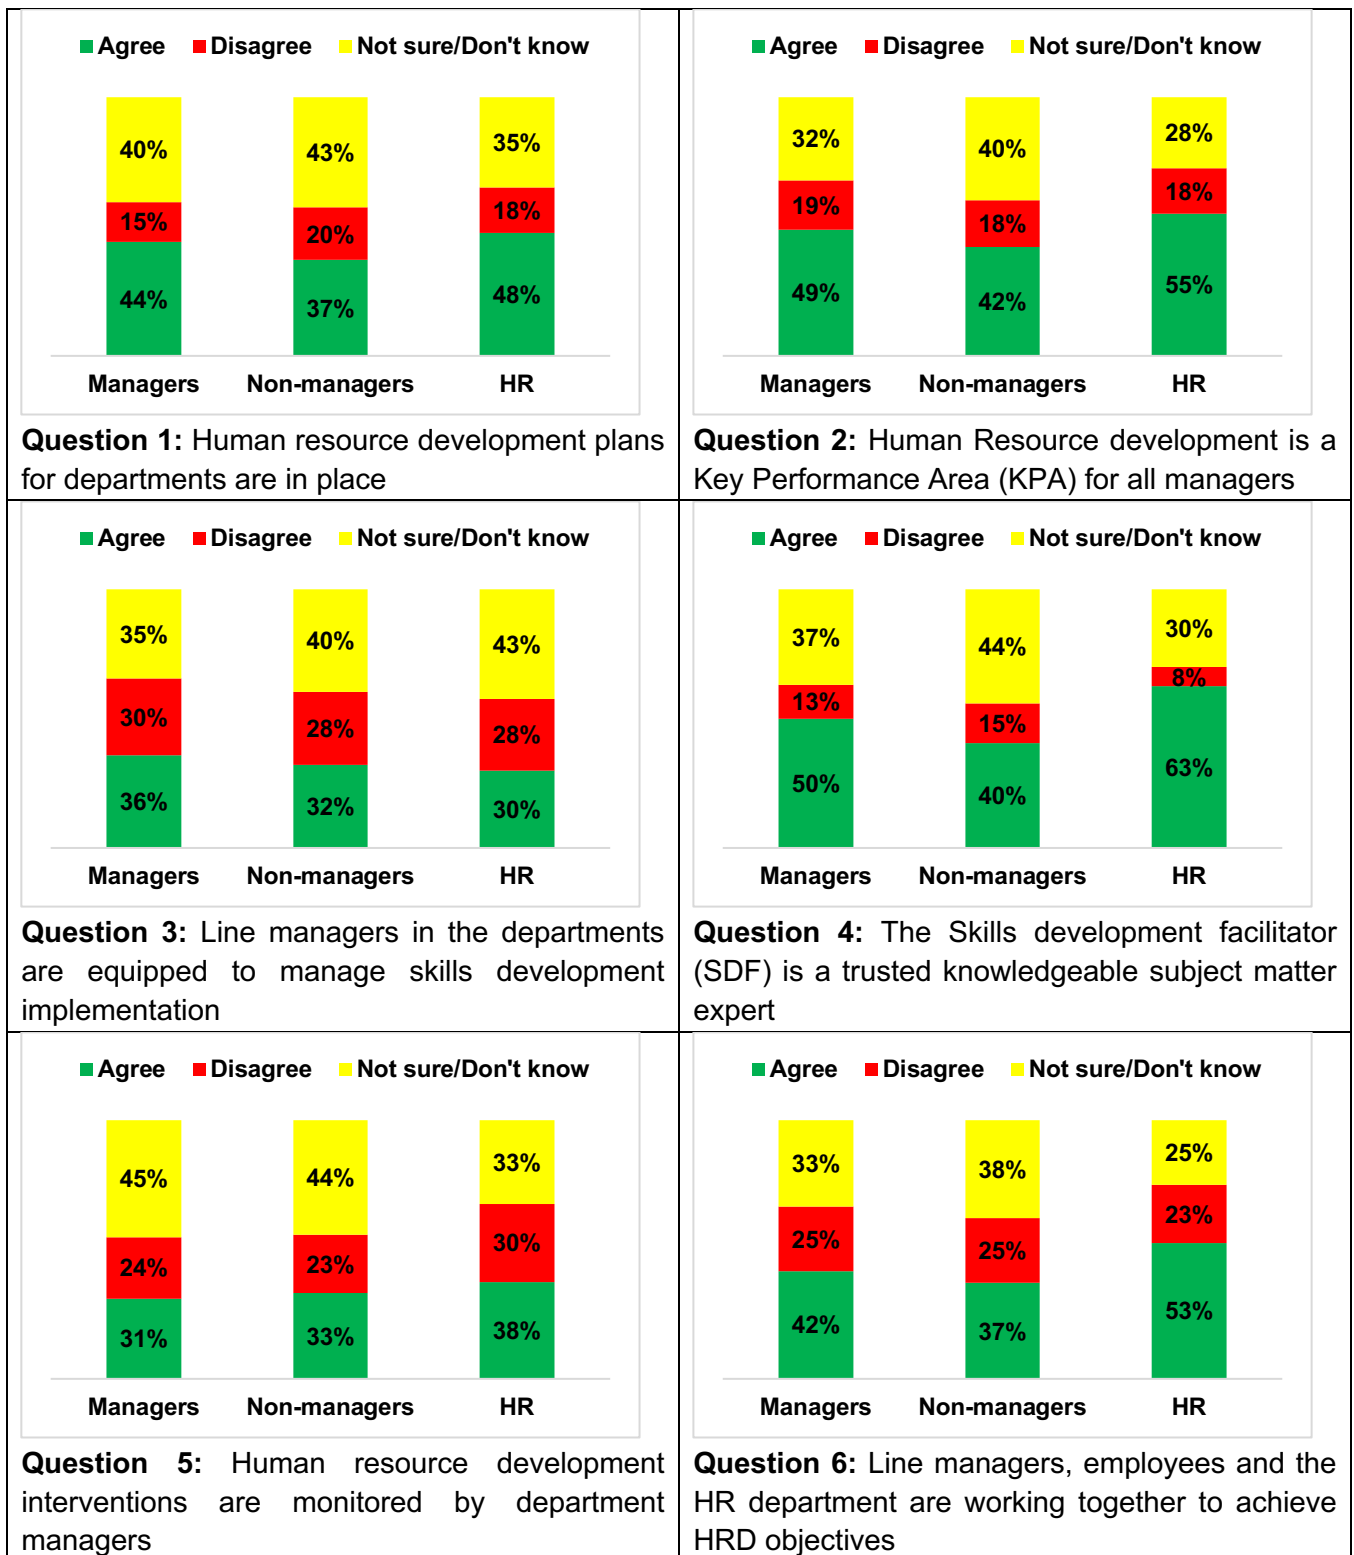 Agree Disagree Not sure/Don't know
40% 43% 35%
15% 20% 18%
44% 37% 48%
Managers Non-managers HR
Question 1: Human resource development plans
for departments are in place
Agree Disagree Not sure/Don't know
32% 40% 28%
19% 18% 18%
49% 42% 55%
Managers Non-managers HR
Question 2: Human Resource development is a
Key Performance Area (KPA) for all managers
Agree Disagree Not sure/Don't know
35% 40% 43%
30% 28% 28%
36% 32% 30%
Managers Non-managers HR
Question 3: Line managers in the departments
are equipped to manage skills development
implementation
Agree Disagree Not sure/Don't know
37% 44% 30%
13% 15% 8%
50% 40% 63%
Managers Non-managers HR
Question 4: The Skills development facilitator
(SDF) is a trusted knowledgeable subject matter
expert
Agree Disagree Not sure/Don't know
45% 44% 33%
24% 23% 30%
31% 33% 38%
Managers Non-managers HR
Question 5: Human resource development
interventions are monitored by department
managers
Agree Disagree Not sure/Don't know
33% 38% 25%
25% 25% 23%
42% 37% 53%
Managers Non-managers HR
Question 6: Line managers, employees and the
HR department are working together to achieve
HRD objectives